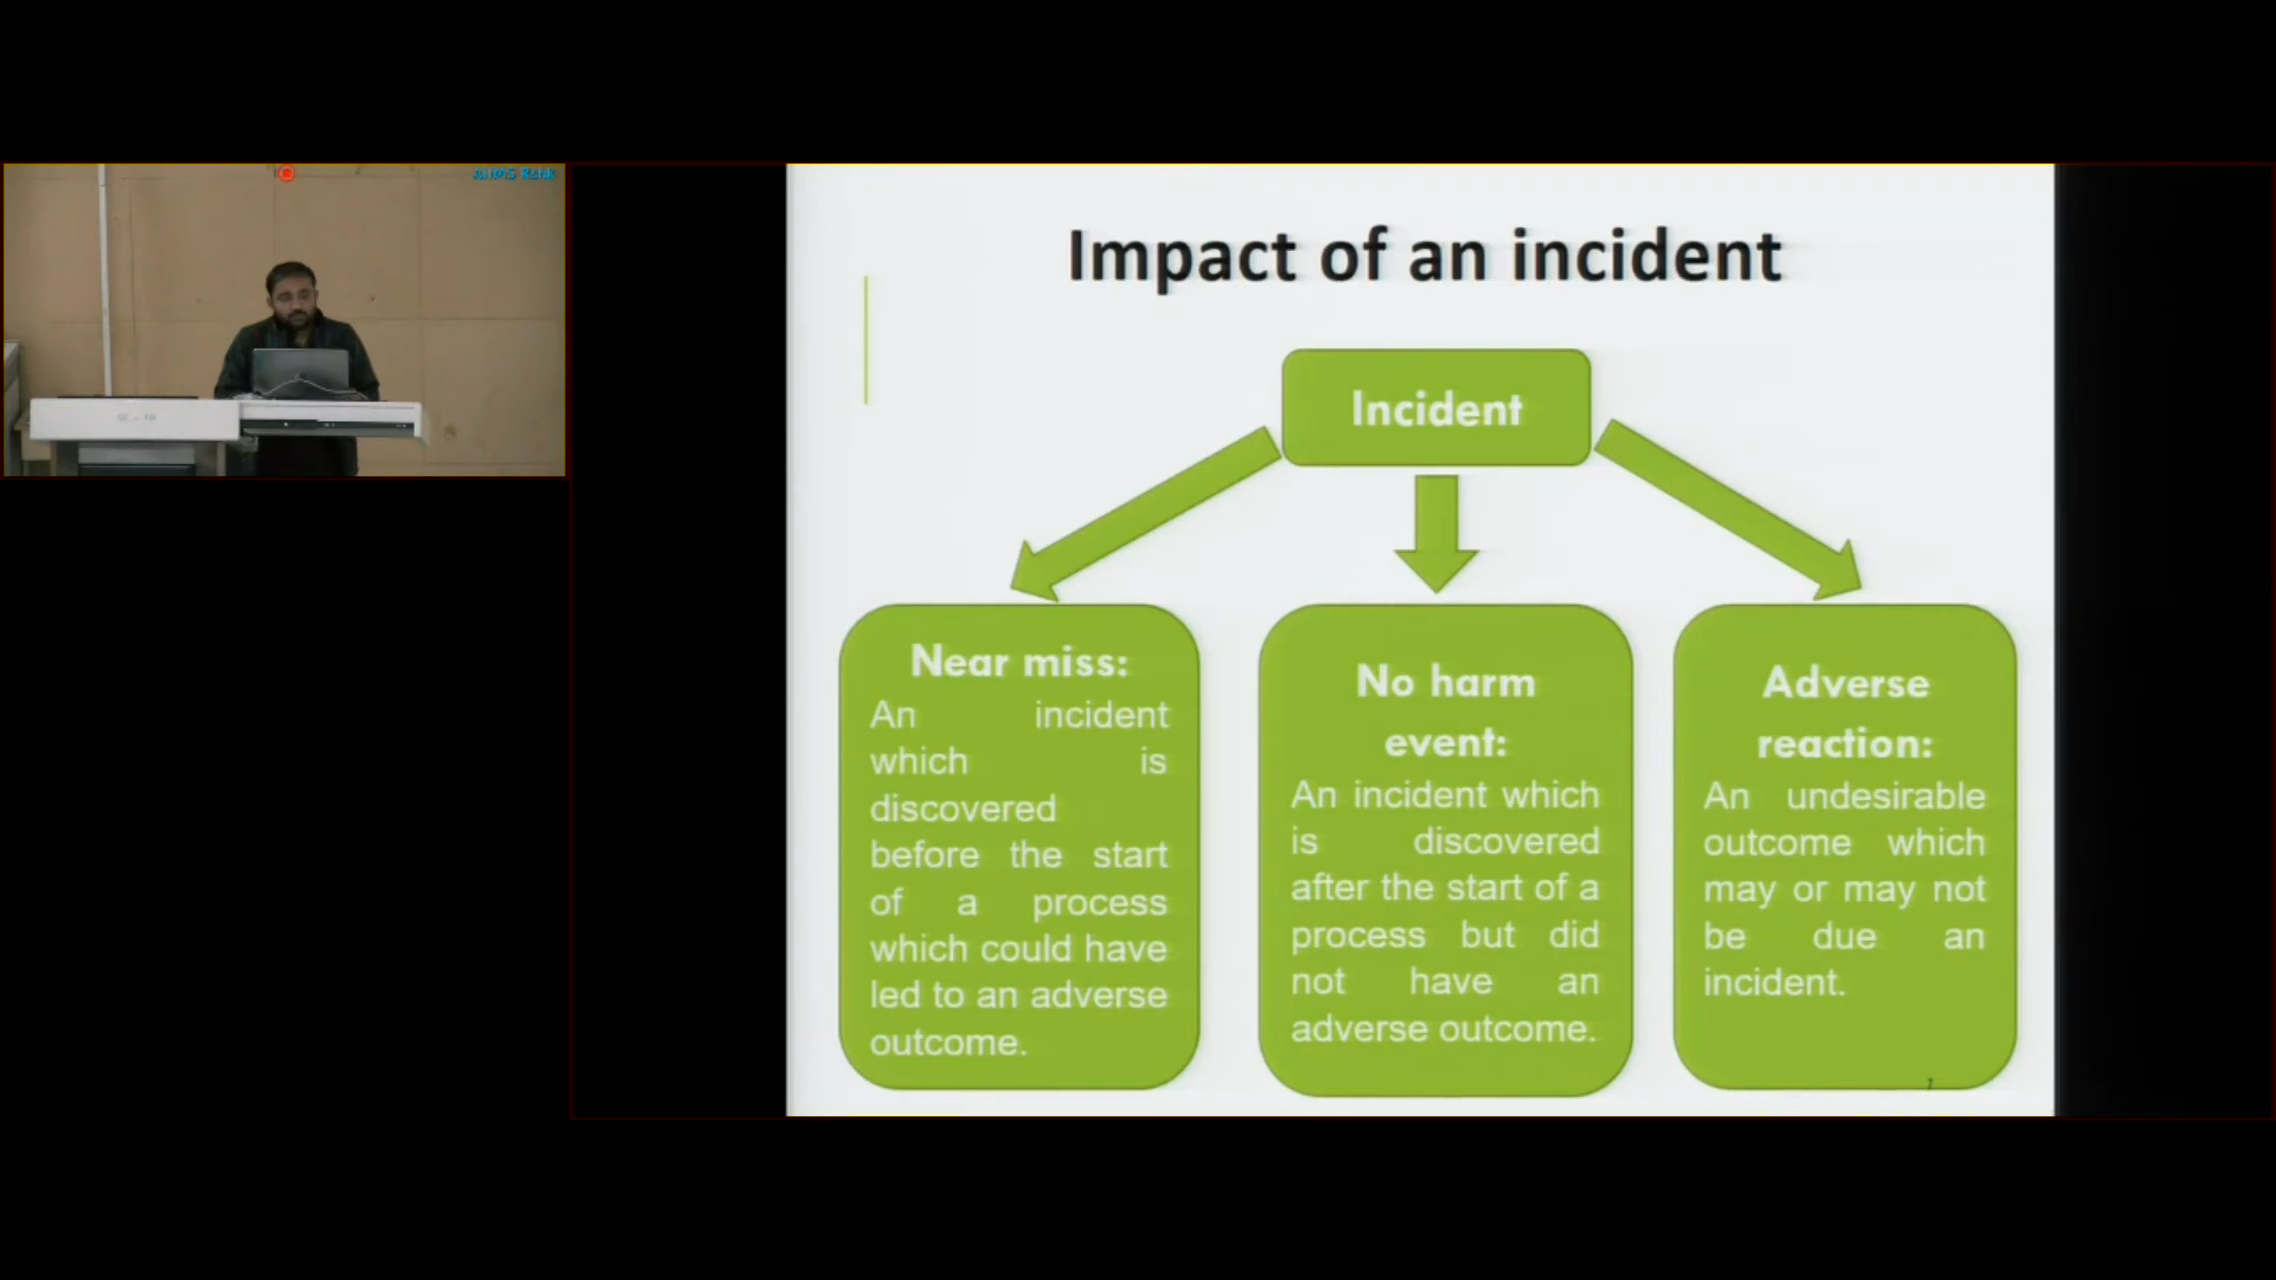 Impact of an incident
Incident
Near miss:
An incident
which is
discovered
before the start
of a process
which could have
led to an adverse
outcome.
No harm
event:
An incident which
is discovered
after the start of a
process but did
not have an
adverse outcome.
Adverse
reaction:
An undesirable
outcome which
may or may not
be due an
incident.
7